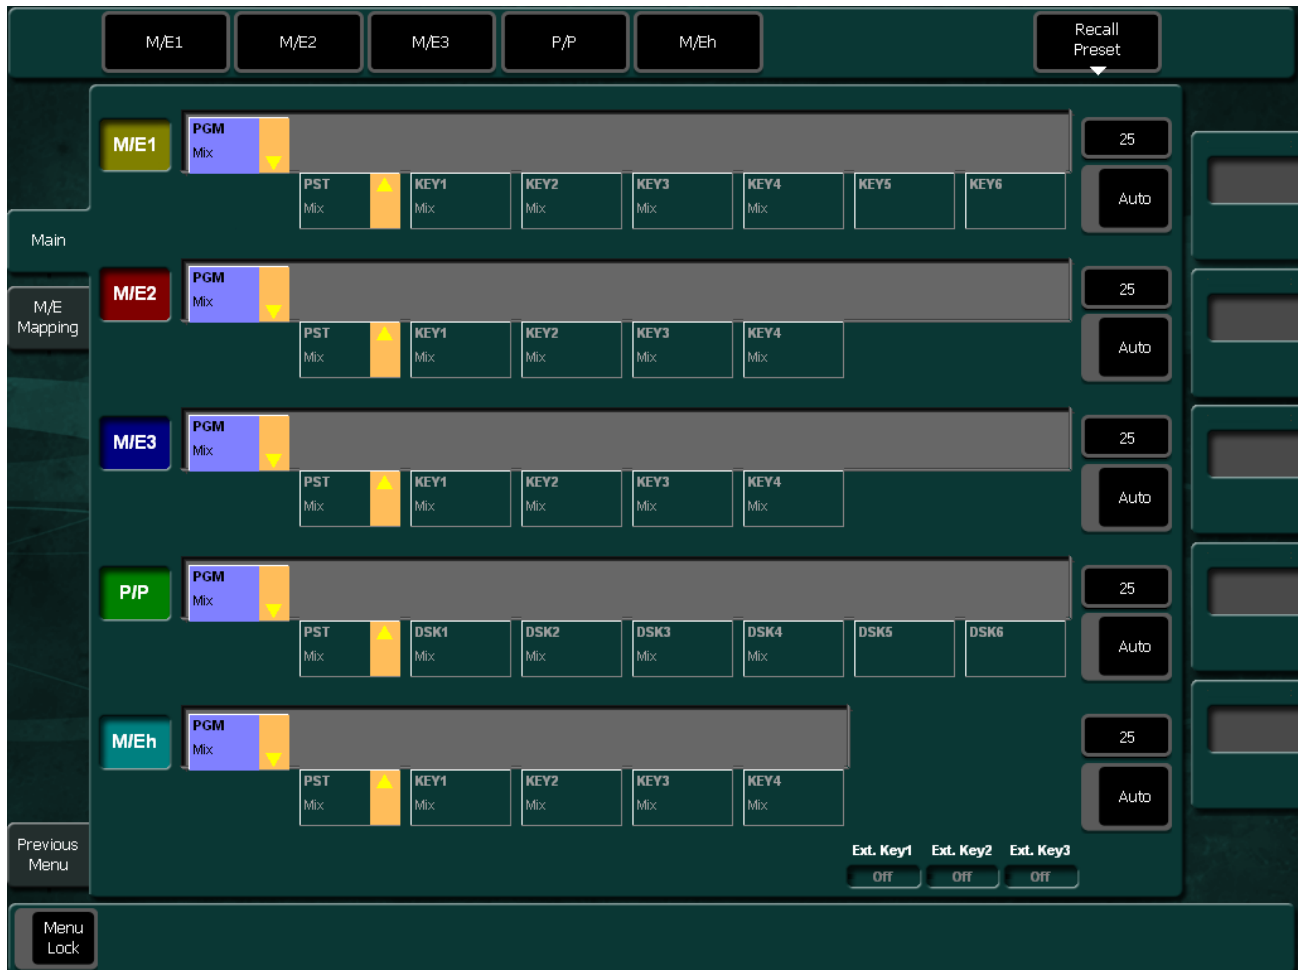 M/E1 M/E2 M/E3 P/P M/Eh Recall
Preset
M/E1 PGM 25
Mix
PST KEY1 KEY2 KEY3 KEY4 KEY5 KEY6 Auto
Mix Mix Mix Mix Mix
Main
M/E2 PGM 25
Mix
M/E
Mapping
PST KEY1 KEY2 KEY3 KEY4 Auto
Mix Mix Mix Mix Mix
M/E3 PGM 25
Mix
PST KEY1 KEY2 KEY3 KEY4 Auto
Mix Mix Mix Mix Mix
P/P PGM 25
Mix
PST DSK1 DSK2 DSK3 DSK4 DSK5 DSK6 Auto
Mix Mix Mix Mix Mix
M/Eh PGM 25
Mix
PST KEY1 KEY2 KEY3 KEY4 Auto
Mix Mix Mix Mix Mix
Previous
Menu
Ext. Key1 Ext. Key2 Ext. Key3
Off Off Off
Menu
Lock